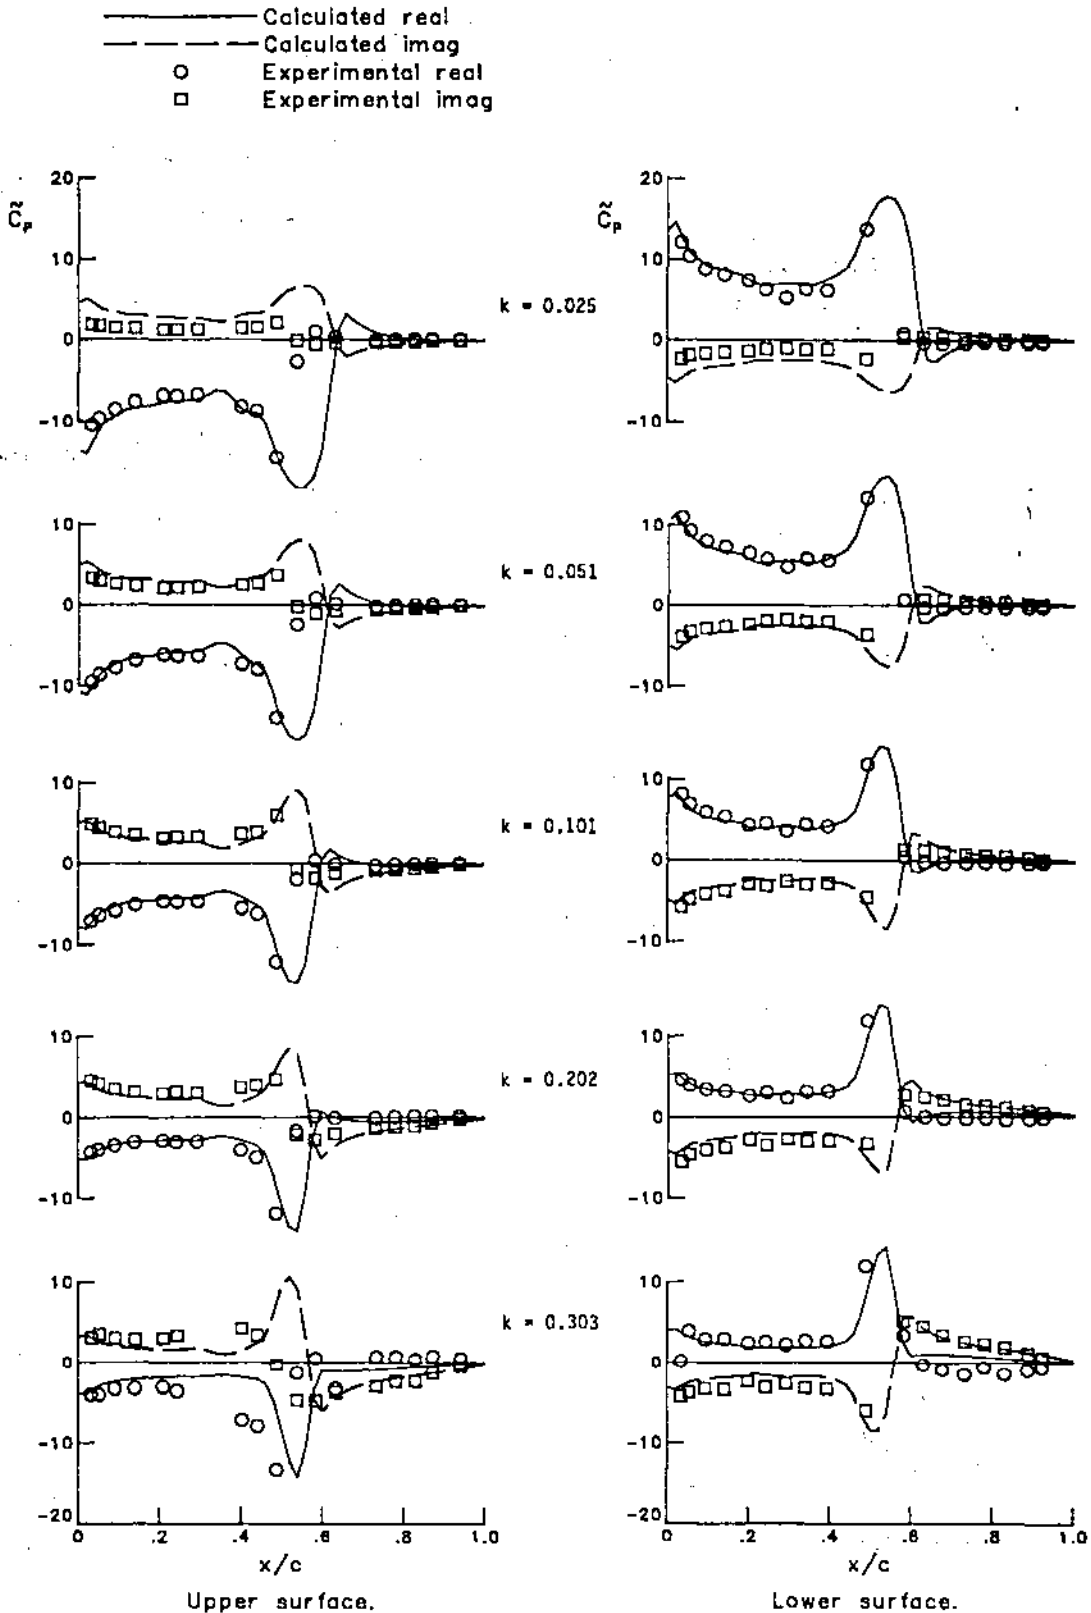 Calculated real
Calculated imag
Experimental real
Experimental imag
20
10
0
-10
C̃p
20
10
0
-10
C̃p
k = 0.025
10
0
-10
10
0
-10
k = 0.051
10
0
-10
10
0
-10
k = 0.101
10
0
-10
10
0
-10
k = 0.202
10
0
-10
-20
10
0
-10
-20
k = 0.303
0 .2 .4 .6 .8 1.0
0 .2 .4 .6 .8 1.0
x/c
x/c
Upper surface.
Lower surface.